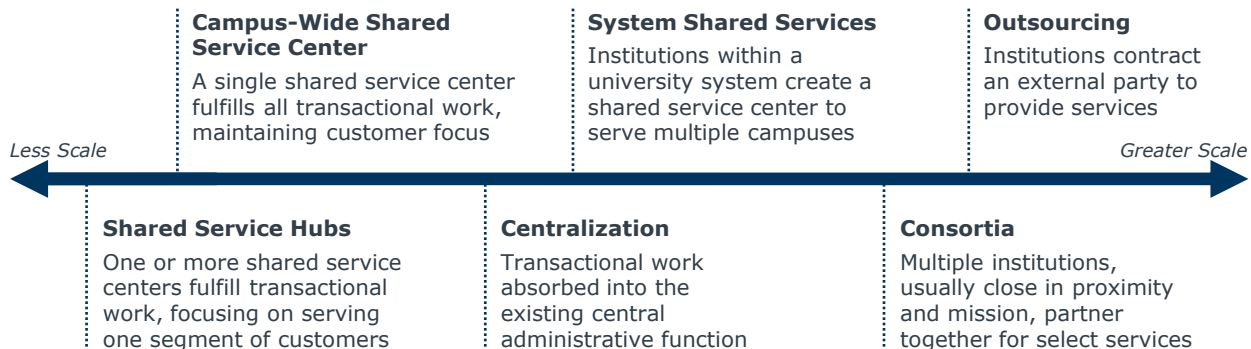 Campus-Wide Shared
Service Center
A single shared service center
fulfills all transactional work,
maintaining customer focus
System Shared Services
Institutions within a
university system create a
shared service center to
serve multiple campuses
Outsourcing
Institutions contract
an external party to
provide services
Less Scale
Greater Scale
Shared Service Hubs
One or more shared service
centers fulfill transactional
work, focusing on serving
one segment of customers
Centralization
Transactional work
absorbed into the
existing central
administrative function
Consortia
Multiple institutions,
usually close in proximity
and mission, partner
together for select services